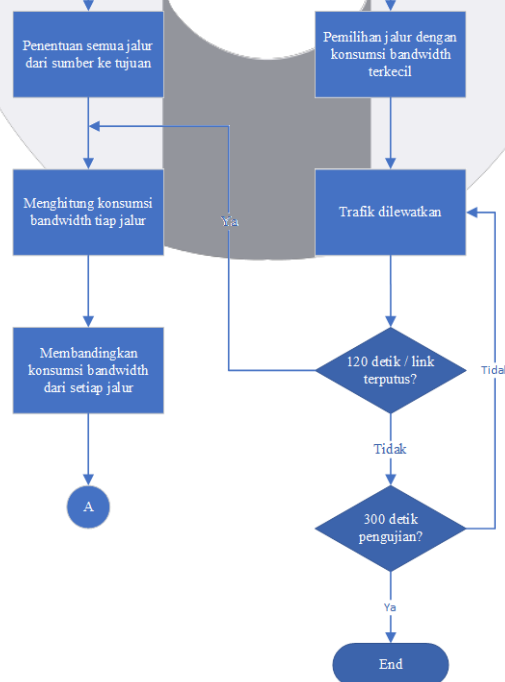 Penentuan semua jalur
dari sumber ke tujuan
Menghitung konsumsi
bandwidth tiap jalur
Membandingkan
konsumsi bandwidth
dari setiap jalur
A
Pemilihan jalur dengan
konsumsi bandwidth
terkecil
Trafik dilewatkan
Ya
120 detik / link
terputus?
Tidak
Tidak
300 detik
pengujian?
Ya
End